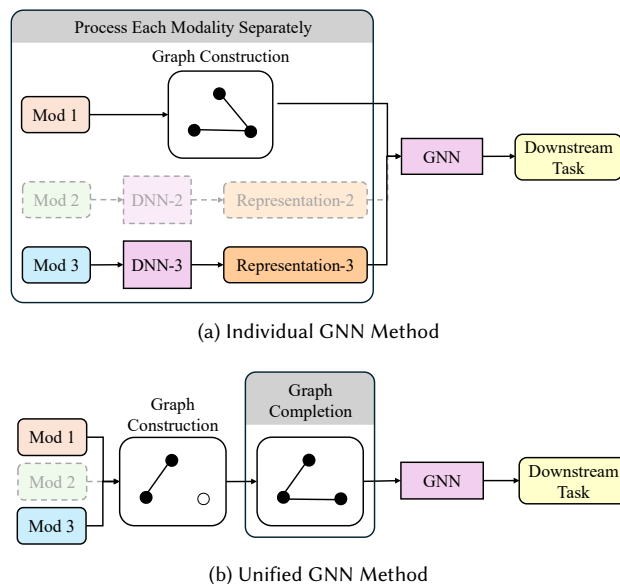 Process Each Modality Separately
Graph Construction
Mod 1
GNN
Downstream
Task
Mod 2
DNN-2
Representation-2
Mod 3
DNN-3
Representation-3
(a) Individual GNN Method
Graph
Completion
Graph
Construction
Mod 1
Mod 2
Mod 3
GNN
Downstream
Task
(b) Unified GNN Method